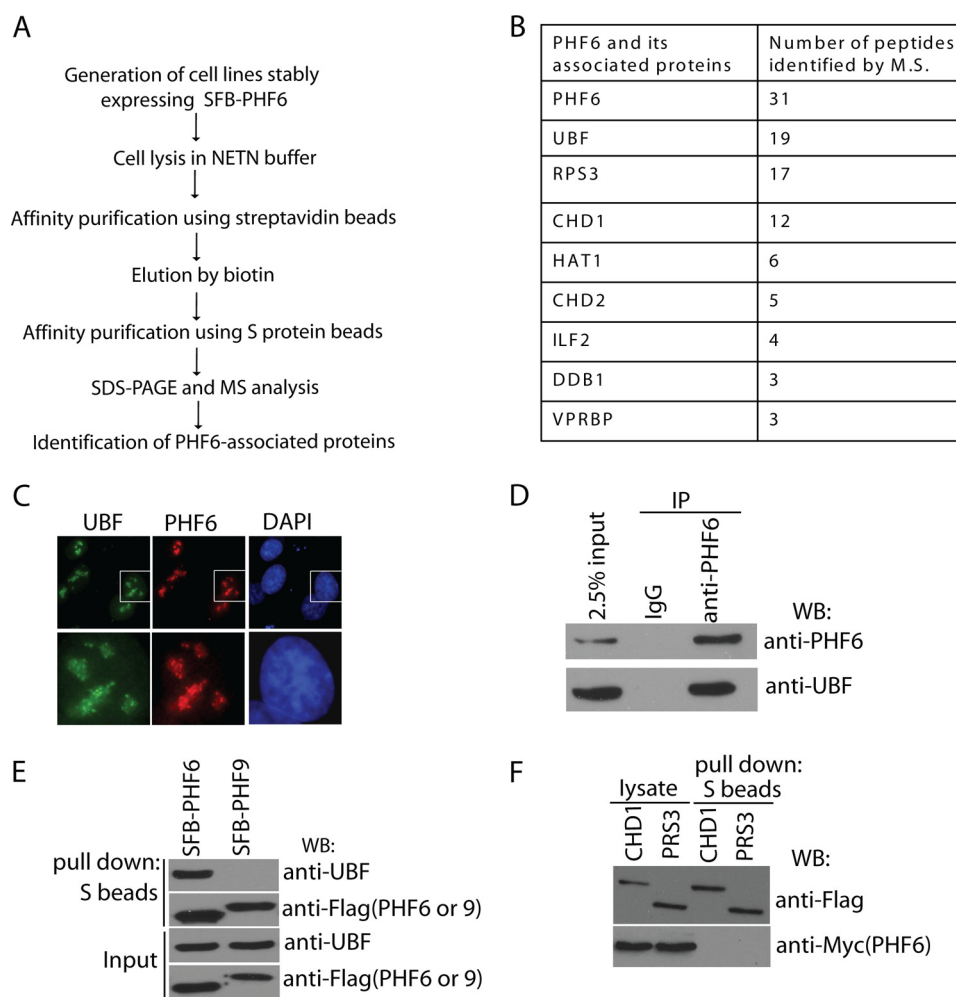 A
Generation of cell lines stably
expressing SFB-PHF6
Cell lysis in NETN buffer
Affinity purification using streptavidin beads
Elution by biotin
Affinity purification using S protein beads
SDS-PAGE and MS analysis
Identification of PHF6-associated proteins
B
PHF6 and its
associated proteins
Number of peptides
identified by M.S.
PHF6 31
UBF 19
RPS3 17
CHD1 12
HAT1 6
CHD2 5
ILF2 4
DDB1 3
VPRBP 3
C
UBF PHF6 DAPI
D
IP
2.5% input
IgG
anti-PHF6
WB:
anti-PHF6
anti-UBF
E
SFB-PHF6
SFB-PHF9
pull down:
S beads
WB:
anti-UBF
anti-Flag(PHF6 or 9)
Input
anti-UBF
anti-Flag(PHF6 or 9)
F
lysate
pull down:
S beads
CHD1
PRS3
CHD1
PRS3
WB:
anti-Flag
anti-Myc(PHF6)